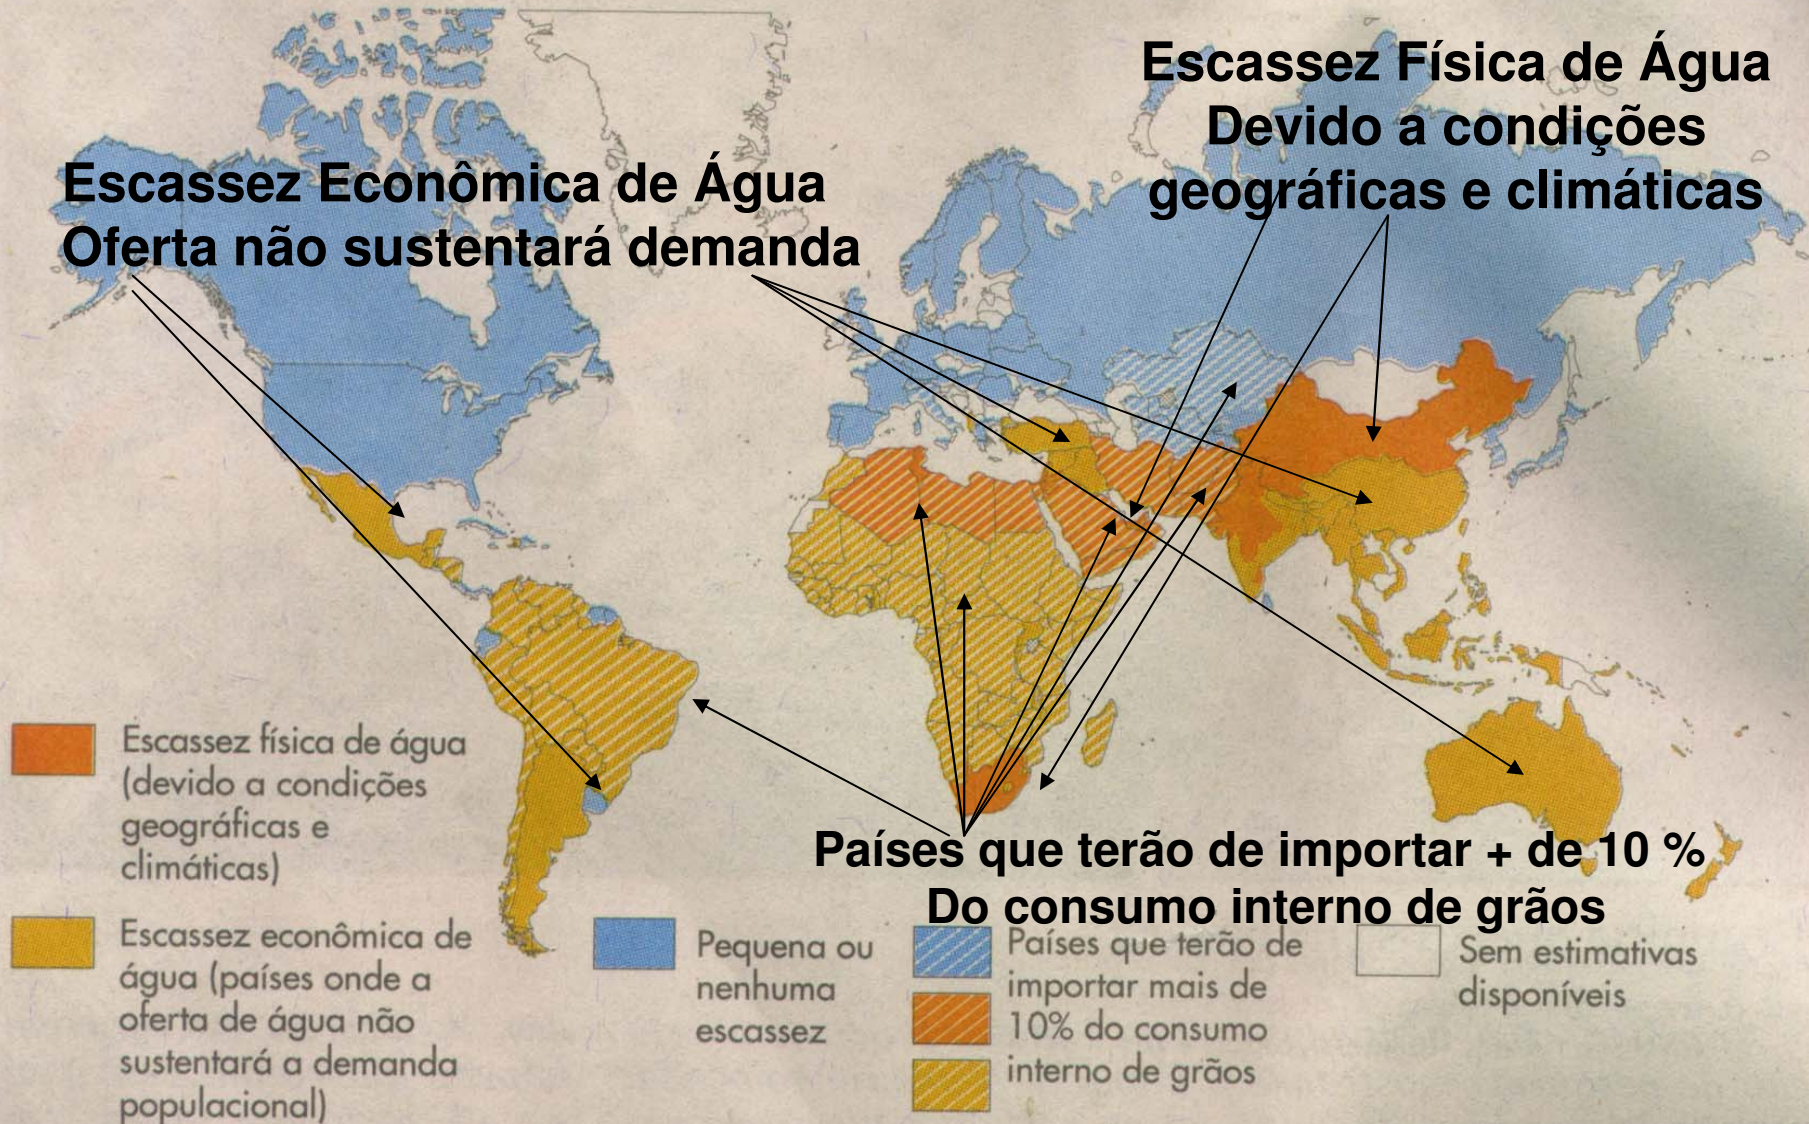 Escassez Física de Água
Devido a condições
geográficas e climáticas
Escassez Econômica de Água
Oferta não sustentará demanda
Países que terão de importar + de 10 %
Do consumo interno de grãos
Escassez física de água
(devido a condições
geográficas e
climáticas)
Escassez econômica de
água (países onde a
oferta de água não
sustentará a demanda
populacional)
Pequena ou
nenhuma
escassez
Países que terão de
importar mais de
10% do consumo
interno de grãos
Sem estimativas
disponíveis